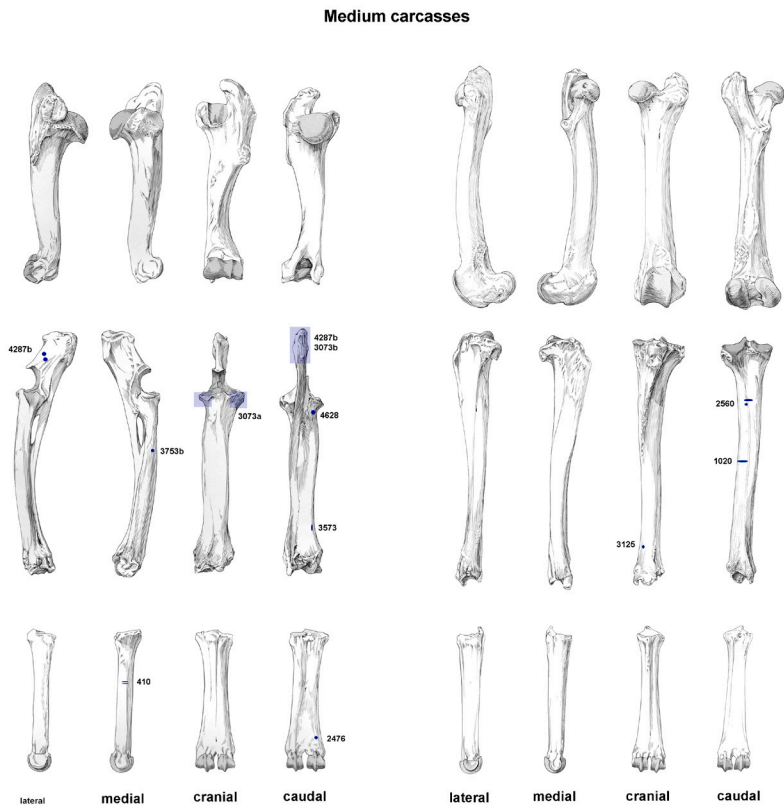 Medium carcasses
4287b
4287b
3073b
3073a
4628
3753b
3573
2560
1020
3125
410
2476
lateral
medial
cranial
caudal
lateral
medial
cranial
caudal